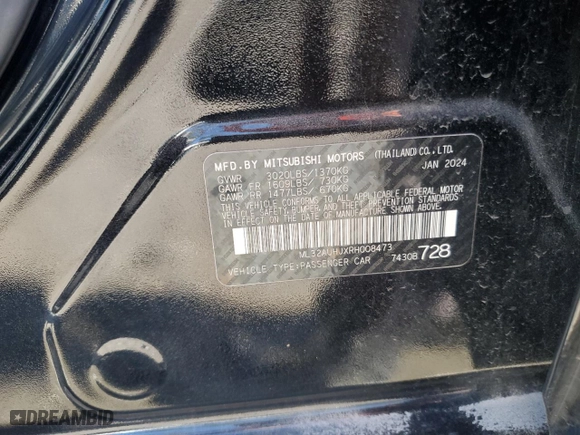 MFD.BY MITSUBISHI MOTORS (THAILAND)CO.,LTD.
GVWR 3020LBS/1370KG JAN 2024
GAWR FR 1609LBS/ 730KG
GAWR RR 1477LBS/ 670KG
THIS VEHICLE CONFORMS TO ALL APPLICABLE FEDERAL MOTOR
VEHICLE SAFETY, BUMPER, AND THEFT PREVENTION STANDARDS
IN EFFECT ON THE DATE OF MANUFACTURE SHOWN ABOVE.
ML32AUHJXRH008473
VEHICLE TYPE:PASSENGER CAR 74308 728
DREAMBID